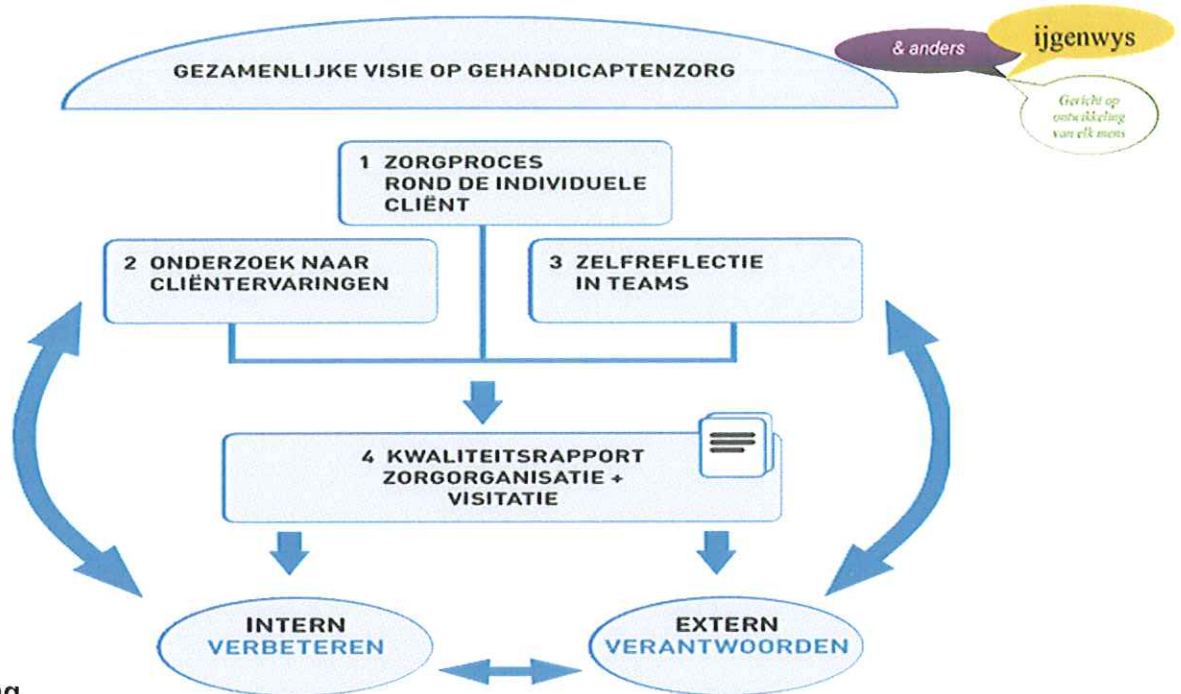 GEZAMENLIJKE VISIE OP GEHANDICAPTENZORG
& anders
ijgenwys
Gericht op
ontwikkeling
van elk mens
1 ZORGPROCES
ROND DE INDIVIDUELE
CLIËNT
2 ONDERZOEK NAAR
CLIËNTERVARINGEN
3 ZELFREFLECTIE
IN TEAMS
4 KWALITEITSRAPPORT
ZORGORGANISATIE +
VISITATIE
INTERN
VERBETEREN
EXTERN
VERANTWOORDEN